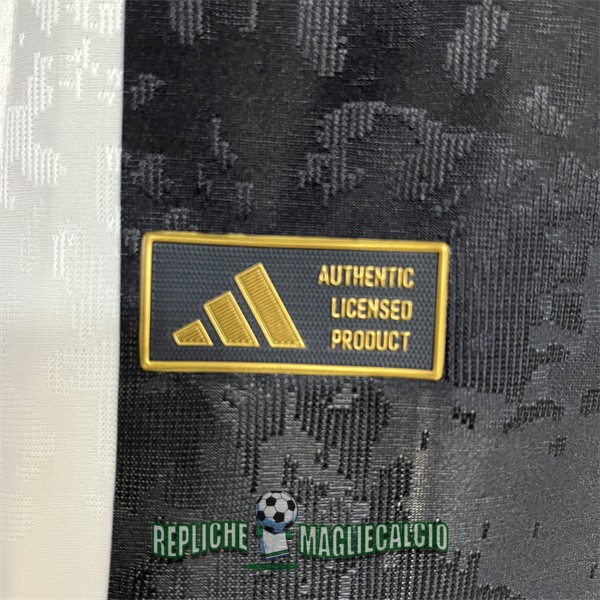 AUTHENTIC
LICENSED
PRODUCT
REPLICHE MAGLIECALCIO